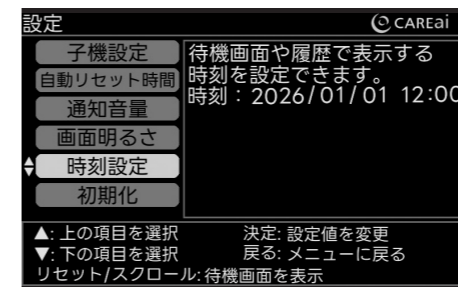 設定
CAREai
子機設定
自動リセット時間
通知音量
画面明るさ
時刻設定
初期化
待機画面や履歴で表示する
時刻を設定できます。
時刻：2026/01/01 12:00
▲: 上の項目を選択 決定: 設定値を変更
▼: 下の項目を選択 戻る: メニューに戻る
リセット/スクロール: 待機画面を表示